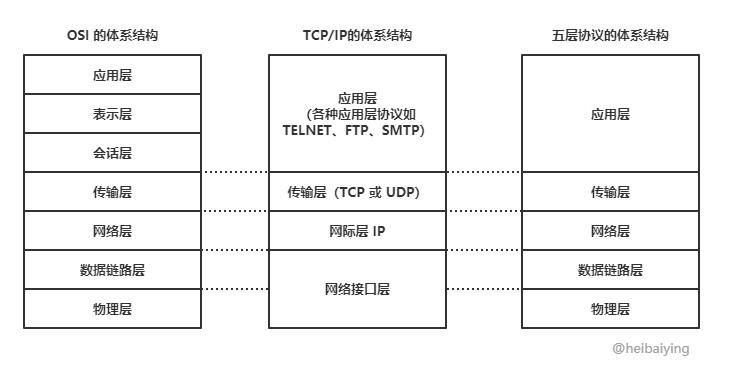 OSI 的体系结构
TCP/IP的体系结构
五层协议的体系结构
应用层
表示层
会话层
传输层
网络层
数据链路层
物理层
应用层
(各种应用层协议如
TELNET、FTP、SMTP)
传输层（TCP 或 UDP）
网际层 IP
网络接口层
应用层
传输层
网络层
数据链路层
物理层
@heibaiying